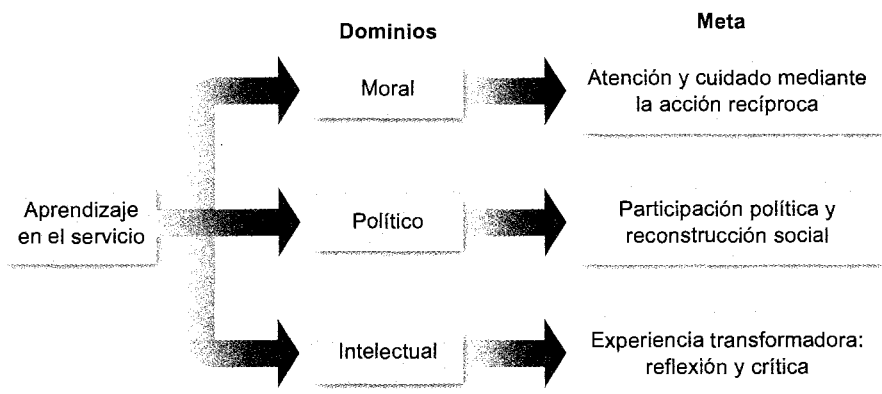 Dominios
Meta
Moral
Atención y cuidado mediante
la acción recíproca
Aprendizaje
en el servicio
Político
Participación política y
reconstrucción social
Intelectual
Experiencia transformadora:
reflexión y crítica